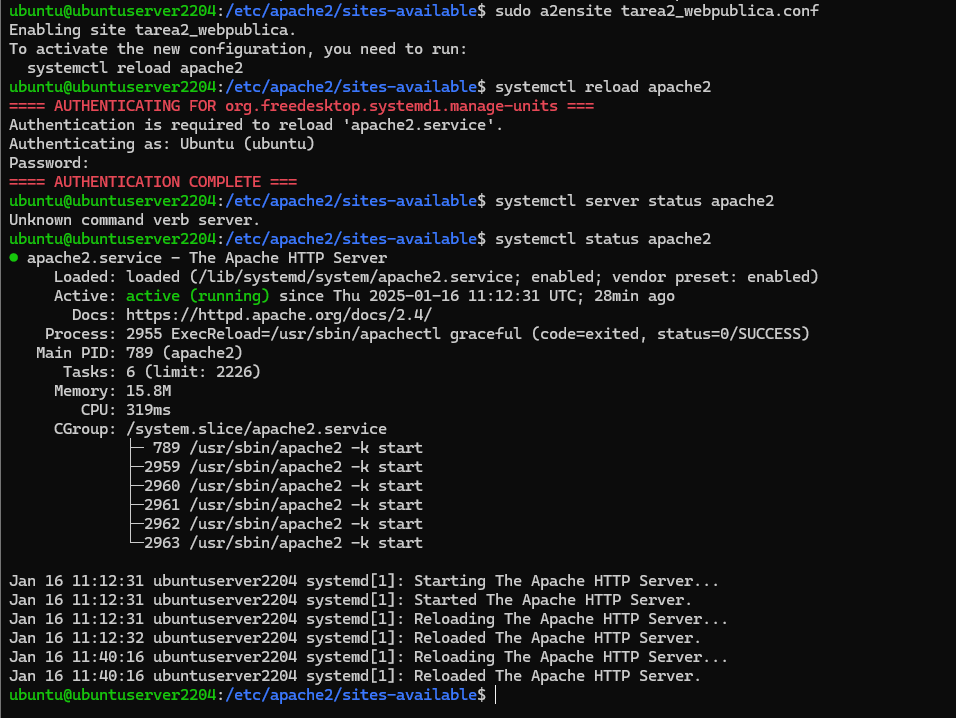 ubuntu@ubuntuserver2204:/etc/apache2/sites-available$ sudo a2ensite tarea2_webpublica.conf
Enabling site tarea2_webpublica.
To activate the new configuration, you need to run:
  systemctl reload apache2
ubuntu@ubuntuserver2204:/etc/apache2/sites-available$ systemctl reload apache2
==== AUTHENTICATING FOR org.freedesktop.systemd1.manage-units ===
Authentication is required to reload 'apache2.service'.
Authenticating as: Ubuntu (ubuntu)
Password:
==== AUTHENTICATION COMPLETE ===
ubuntu@ubuntuserver2204:/etc/apache2/sites-available$ systemctl server status apache2
Unknown command verb server.
ubuntu@ubuntuserver2204:/etc/apache2/sites-available$ systemctl status apache2
● apache2.service - The Apache HTTP Server
     Loaded: loaded (/lib/systemd/system/apache2.service; enabled; vendor preset: enabled)
     Active: active (running) since Thu 2025-01-16 11:12:31 UTC; 28min ago
       Docs: https://httpd.apache.org/docs/2.4/
    Process: 2955 ExecReload=/usr/sbin/apachectl graceful (code=exited, status=0/SUCCESS)
   Main PID: 789 (apache2)
      Tasks: 6 (limit: 2226)
     Memory: 15.8M
        CPU: 319ms
     CGroup: /system.slice/apache2.service
             ├─ 789 /usr/sbin/apache2 -k start
             ├─2959 /usr/sbin/apache2 -k start
             ├─2960 /usr/sbin/apache2 -k start
             ├─2961 /usr/sbin/apache2 -k start
             ├─2962 /usr/sbin/apache2 -k start
             └─2963 /usr/sbin/apache2 -k start

Jan 16 11:12:31 ubuntuserver2204 systemd[1]: Starting The Apache HTTP Server...
Jan 16 11:12:31 ubuntuserver2204 systemd[1]: Started The Apache HTTP Server.
Jan 16 11:12:31 ubuntuserver2204 systemd[1]: Reloading The Apache HTTP Server...
Jan 16 11:12:32 ubuntuserver2204 systemd[1]: Reloaded The Apache HTTP Server.
Jan 16 11:40:16 ubuntuserver2204 systemd[1]: Reloading The Apache HTTP Server...
Jan 16 11:40:16 ubuntuserver2204 systemd[1]: Reloaded The Apache HTTP Server.
ubuntu@ubuntuserver2204:/etc/apache2/sites-available$